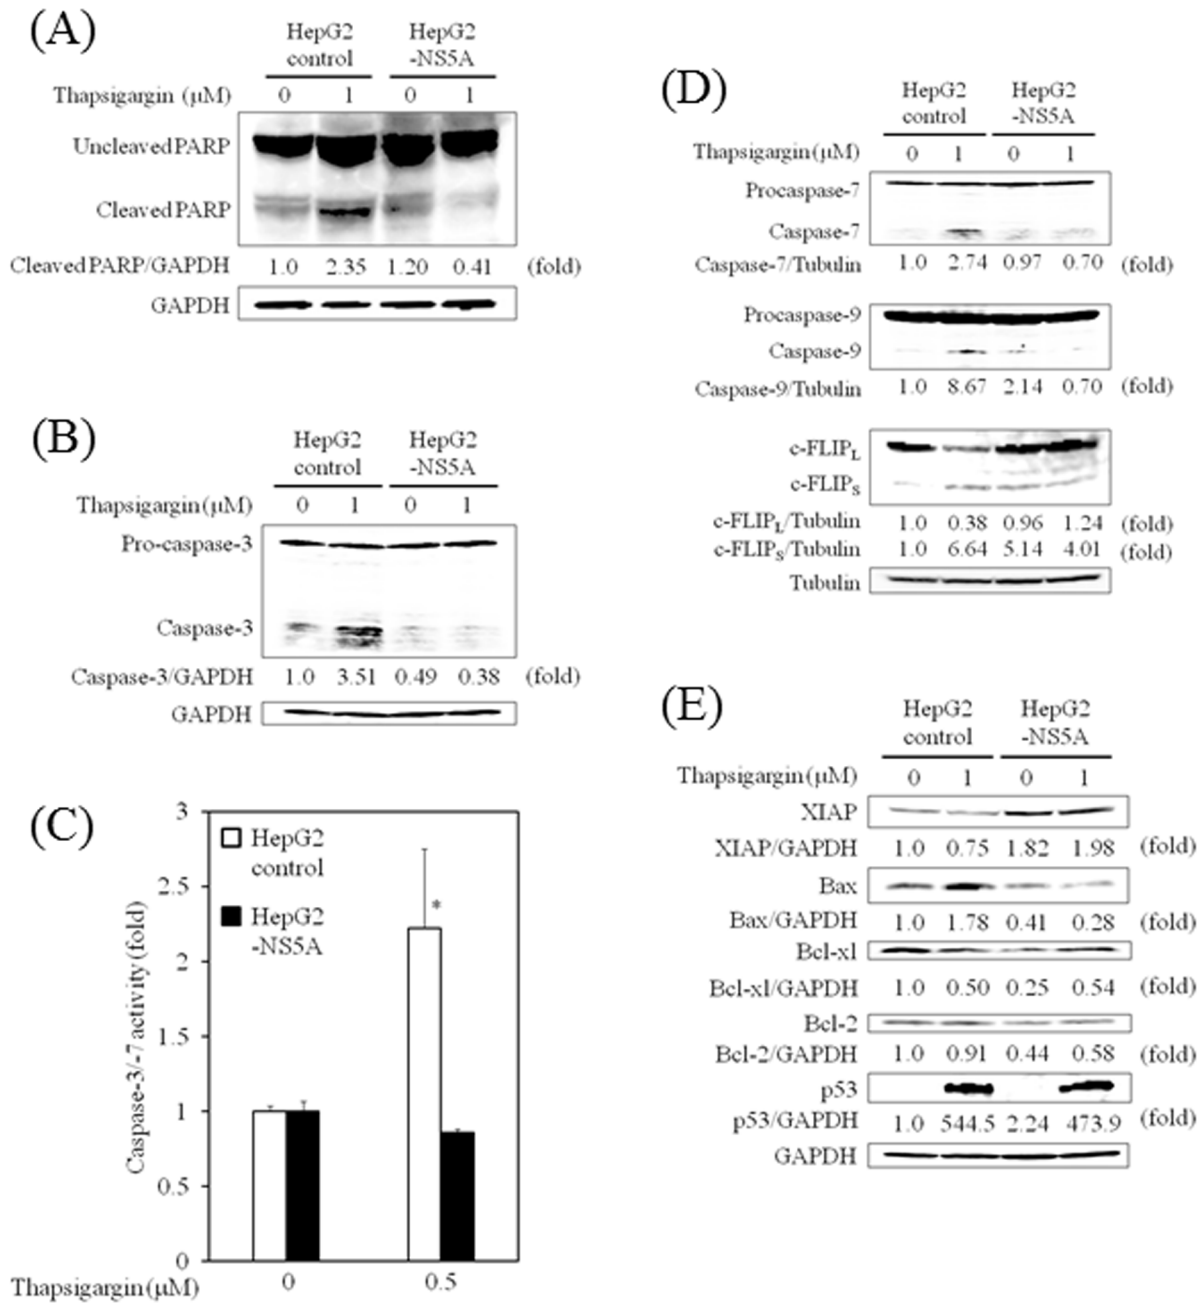 (A)
HepG2 HepG2
control -NS5A
Thapsigargin (μM) 0 1 0 1
Uncleaved PARP
Cleaved PARP
Cleaved PARP/GAPDH 1.0 2.35 1.20 0.41 (fold)
GAPDH
(B)
HepG2 HepG2
control -NS5A
Thapsigargin (μM) 0 1 0 1
Pro-caspase-3
Caspase-3
Caspase-3/GAPDH 1.0 3.51 0.49 0.38 (fold)
GAPDH
(C)
Caspase-3/-7 activity (fold)
3
2.5
2
1.5
1
0.5
0
HepG2
control
HepG2
-NS5A
*
Thapsigargin (μM) 0 0.5
(D)
HepG2 HepG2
control -NS5A
Thapsigargin (μM) 0 1 0 1
Procaspase-7
Caspase-7
Caspase-7/Tubulin 1.0 2.74 0.97 0.70 (fold)
Procaspase-9
Caspase-9
Caspase-9/Tubulin 1.0 8.67 2.14 0.70 (fold)
c-FLIPL
c-FLIPS
c-FLIPL/Tubulin 1.0 0.38 0.96 1.24 (fold)
c-FLIPS/Tubulin 1.0 6.64 5.14 4.01 (fold)
Tubulin
(E)
HepG2 HepG2
control -NS5A
Thapsigargin (μM) 0 1 0 1
XIAP
XIAP/GAPDH 1.0 0.75 1.82 1.98 (fold)
Bax
Bax/GAPDH 1.0 1.78 0.41 0.28 (fold)
Bcl-xl
Bcl-xl/GAPDH 1.0 0.50 0.25 0.54 (fold)
Bcl-2
Bcl-2/GAPDH 1.0 0.91 0.44 0.58 (fold)
p53
p53/GAPDH 1.0 544.5 2.24 473.9 (fold)
GAPDH